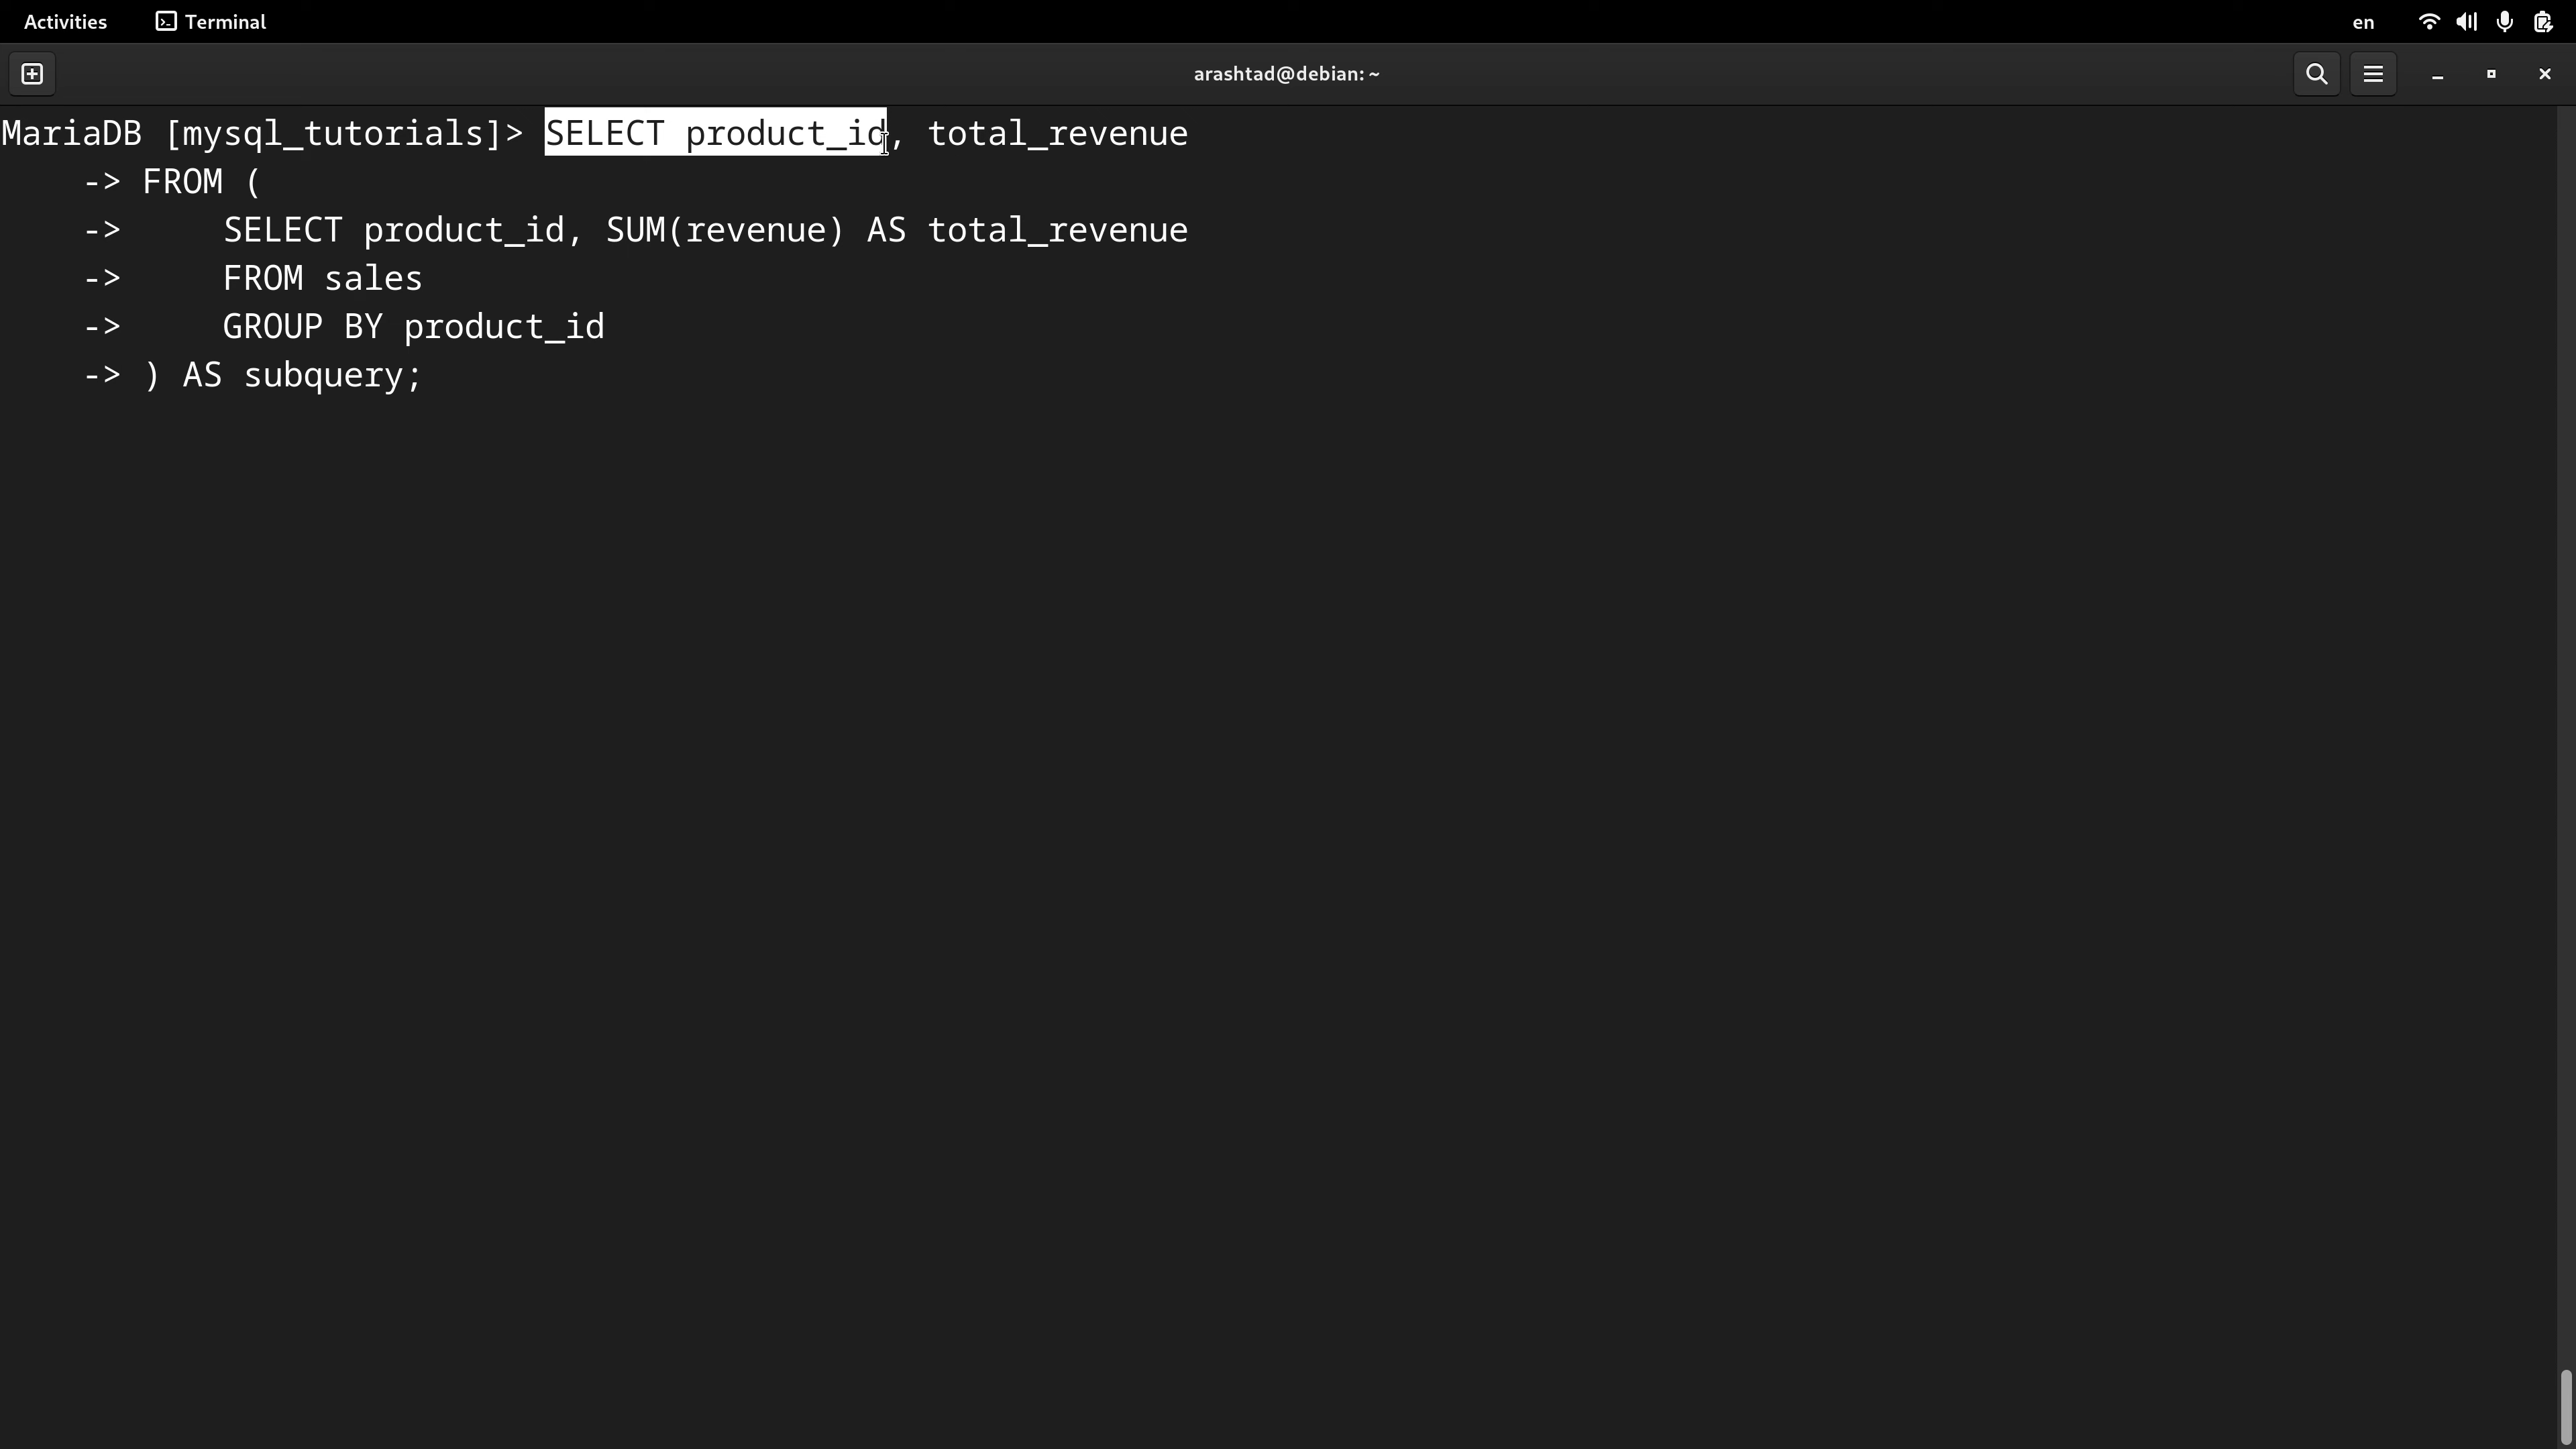 Activities Terminal en
arashtad@debian: ~
MariaDB [mysql_tutorials]> SELECT product_id, total_revenue
    -> FROM (
    ->     SELECT product_id, SUM(revenue) AS total_revenue
    ->     FROM sales
    ->     GROUP BY product_id
    -> ) AS subquery;